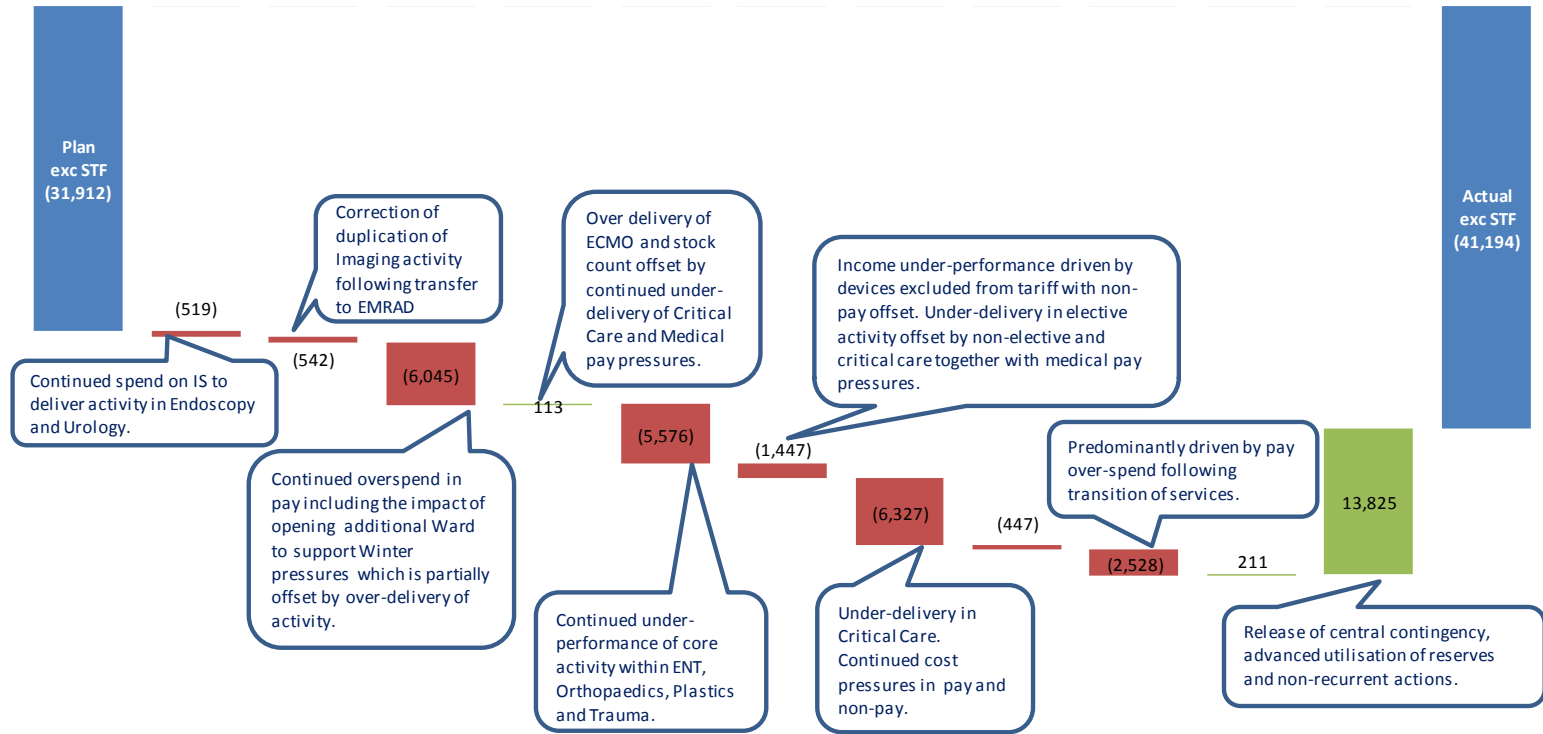 Plan
exc STF
(31,912)
(519)
Continued spend on IS to
deliver activity in Endoscopy
and Urology.
(542)
Correction of
duplication of
Imaging activity
following transfer
to EMRAD
(6,045)
Continued overspend in
pay including the impact of
opening additional Ward
to support Winter
pressures which is partially
offset by over-delivery of
activity.
113
Over delivery of
ECMO and stock
count offset by
continued under-
delivery of Critical
Care and Medical
pay pressures.
(5,576)
Continued under-
performance of core
activity within ENT,
Orthopaedics, Plastics
and Trauma.
(1,447)
Income under-performance driven by
devices excluded from tariff with non-
pay offset. Under-delivery in elective
activity offset by non-elective and
critical care together with medical pay
pressures.
(6,327)
Under-delivery in
Critical Care.
Continued cost
pressures in pay and
non-pay.
(447)
(2,528)
Predominantly driven by pay
over-spend following
transition of services.
211
13,825
Release of central contingency,
advanced utilisation of reserves
and non-recurrent actions.
Actual
exc STF
(41,194)